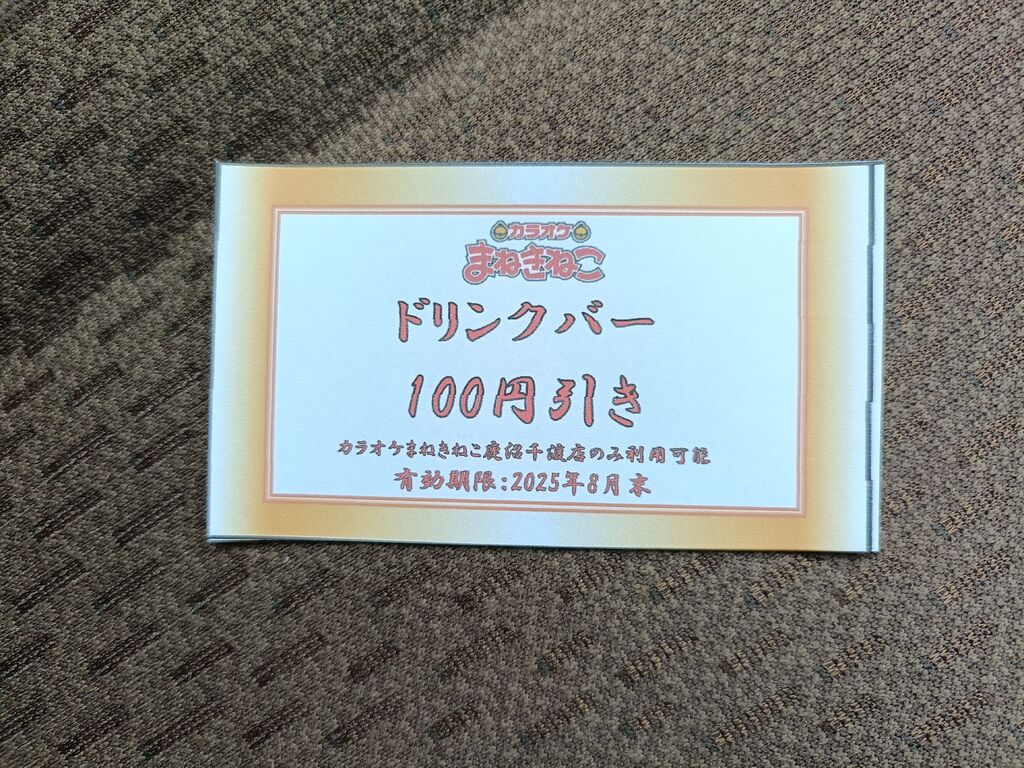 カラオケ
まねきねこ
ドリンクバー
100円引き
カラオケまねきねこ鹿沼千渡店のみ利用可能
有効期限:2025年8月末